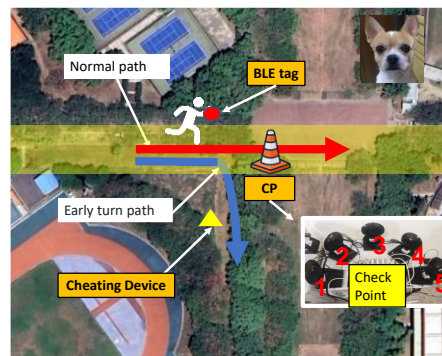 Normal path
BLE tag
CP
Early turn path
Cheating Device
1
2
3
4
5
Check
Point